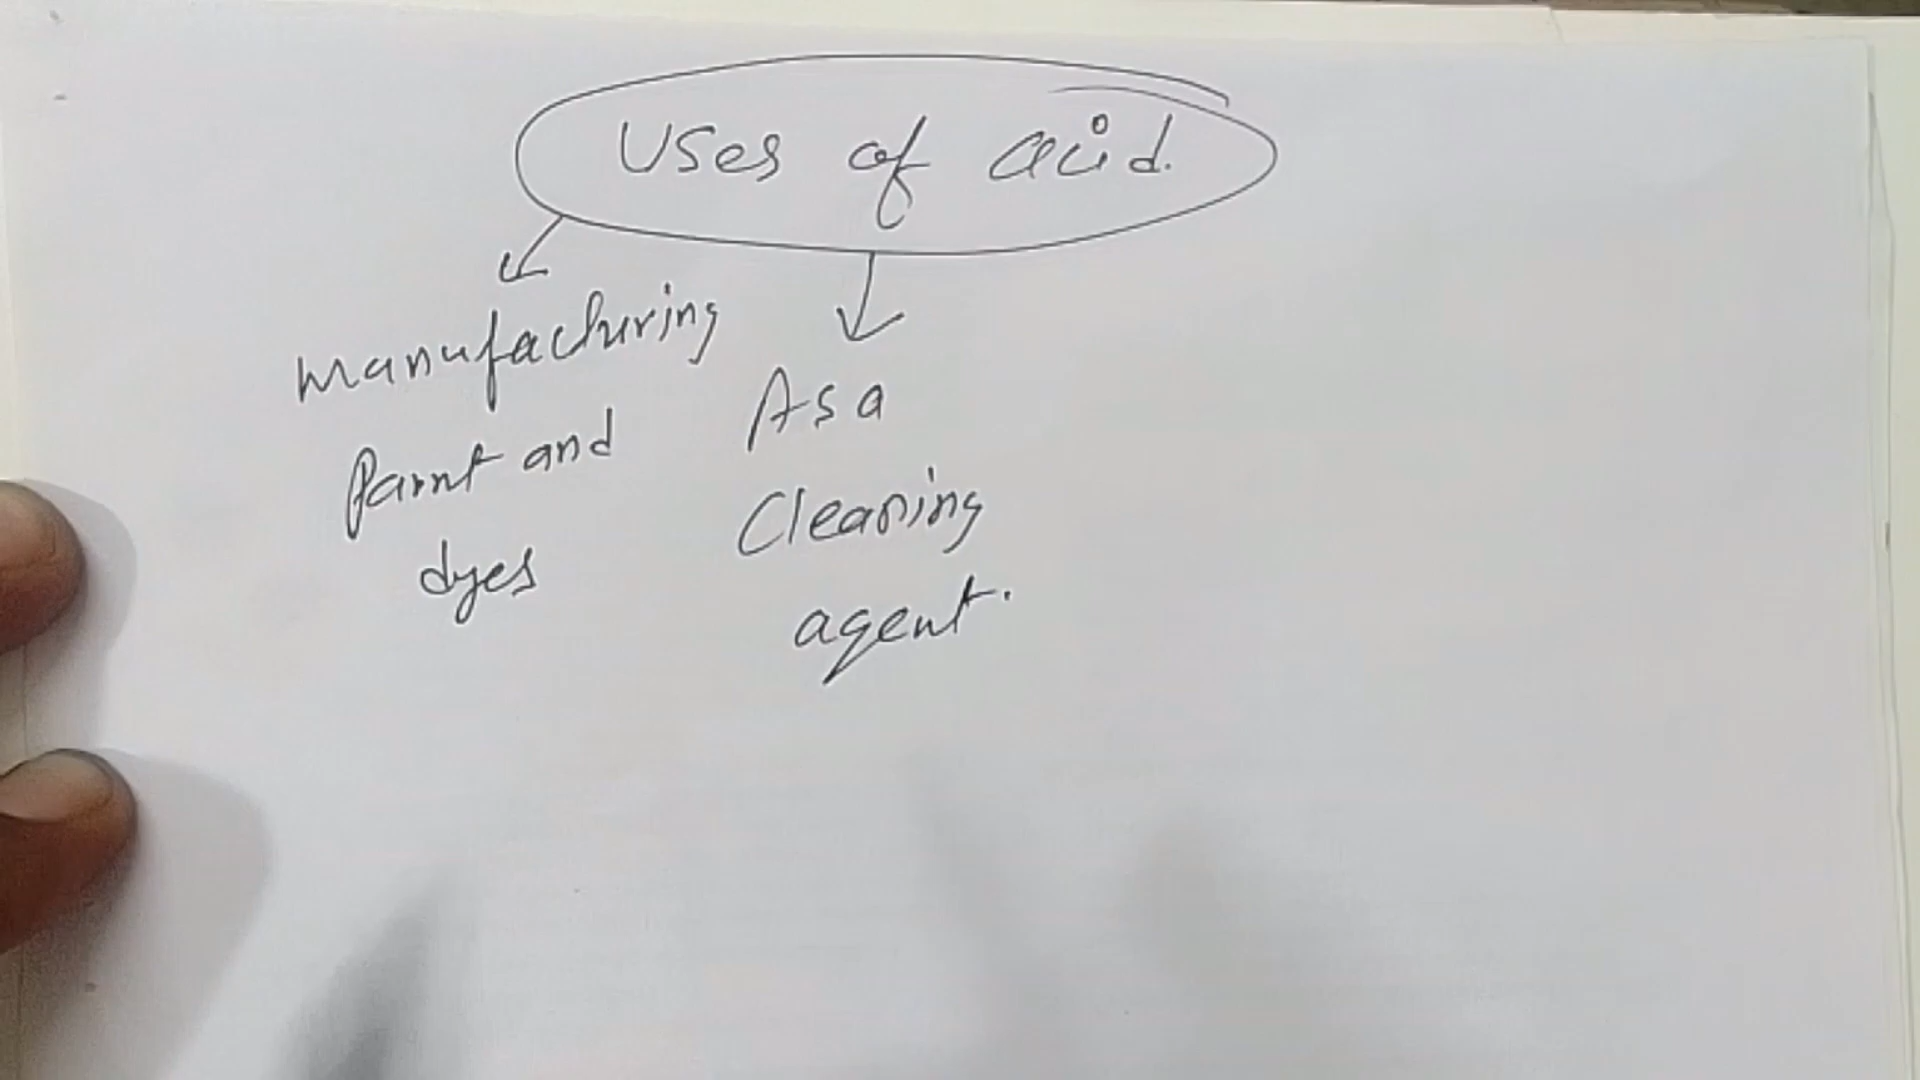 Uses of acid.
manufacturing
Paint and
dyes
As a
Cleaning
agent.